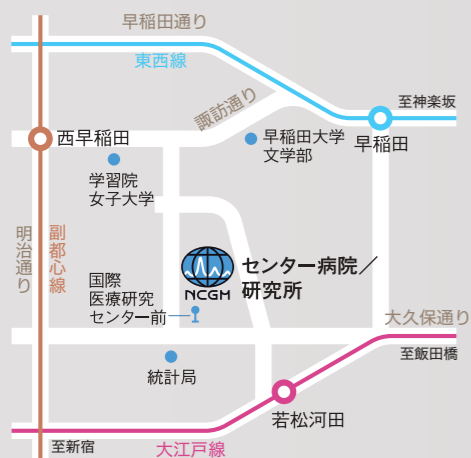 早稲田通り
東西線
諏訪通り
至神楽坂
西早稲田
早稲田大学
文学部
早稲田
学習院
女子大学
明治通り
副都心線
センター病院／
研究所
NCGM
国際
医療研究
センター前
大久保通り
至飯田橋
統計局
若松河田
至新宿
大江戸線